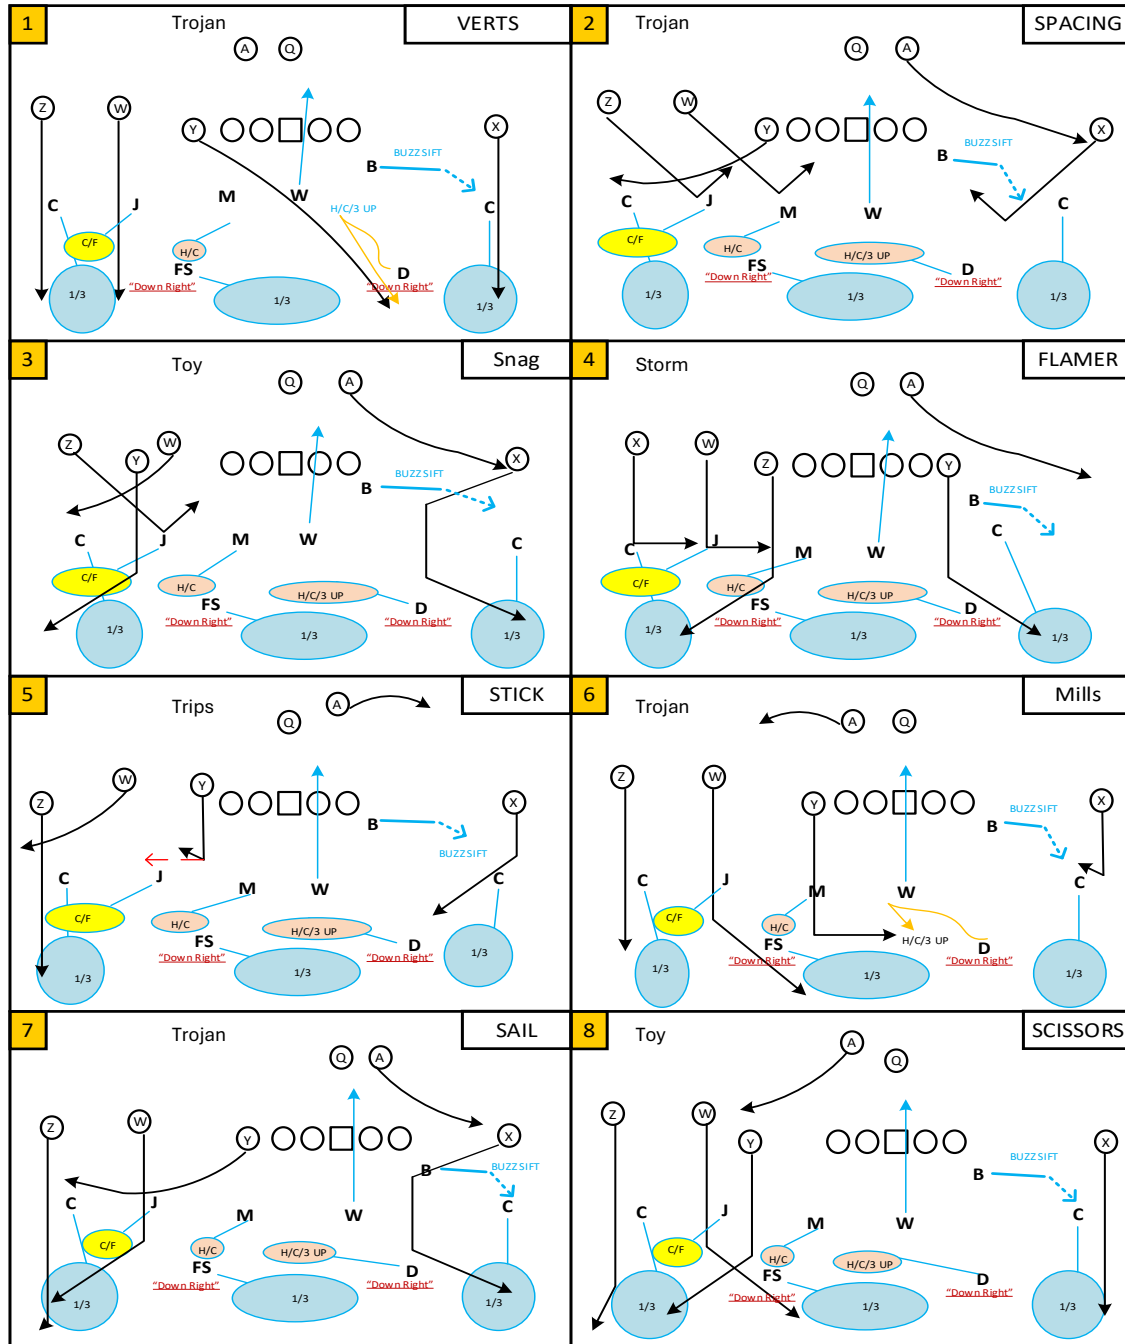 1 Trojan VERTS
A Q
Z W Y X
BUZZ SIFT
B
M W
C J C
H/C/3 UP
C/F H/C
FS D
"Down Right" "Down Right"
1/3 1/3 1/3
2 Trojan SPACING
Q A
Z W Y X
BUZZ SIFT
B
C J M W C
C/F H/C H/C/3 UP
FS D
"Down Right" "Down Right"
1/3 1/3 1/3
3 Toy Snag
Q A
Z W Y X
BUZZ SIFT
B
C J M W C
C/F H/C H/C/3 UP
FS D
"Down Right" "Down Right"
1/3 1/3 1/3
4 Storm FLAMER
Q A
X W Z Y
BUZZ SIFT
B
C J M W C
C/F H/C H/C/3 UP
FS D
"Down Right" "Down Right"
1/3 1/3 1/3
5 Trips STICK
A
Q
Z W Y X
B
BUZZ SIFT
C J M W C
C/F H/C H/C/3 UP
FS D
"Down Right" "Down Right"
1/3 1/3 1/3
6 Trojan Mills
A Q
Z W Y X
BUZZ SIFT
B
C J M W C
C/F H/C
FS H/C/3 UP D
"Down Right" "Down Right"
1/3 1/3 1/3
7 Trojan SAIL
Q A
Z W Y X
B BUZZ SIFT
C J M W C
C/F H/C H/C/3 UP
FS D
"Down Right" "Down Right"
1/3 1/3 1/3
8 Toy SCISSORS
A Q
Z W Y X
BUZZ SIFT
B
C J M W C
C/F H/C H/C/3 UP
FS D
"Down Right" "Down Right"
1/3 1/3 1/3